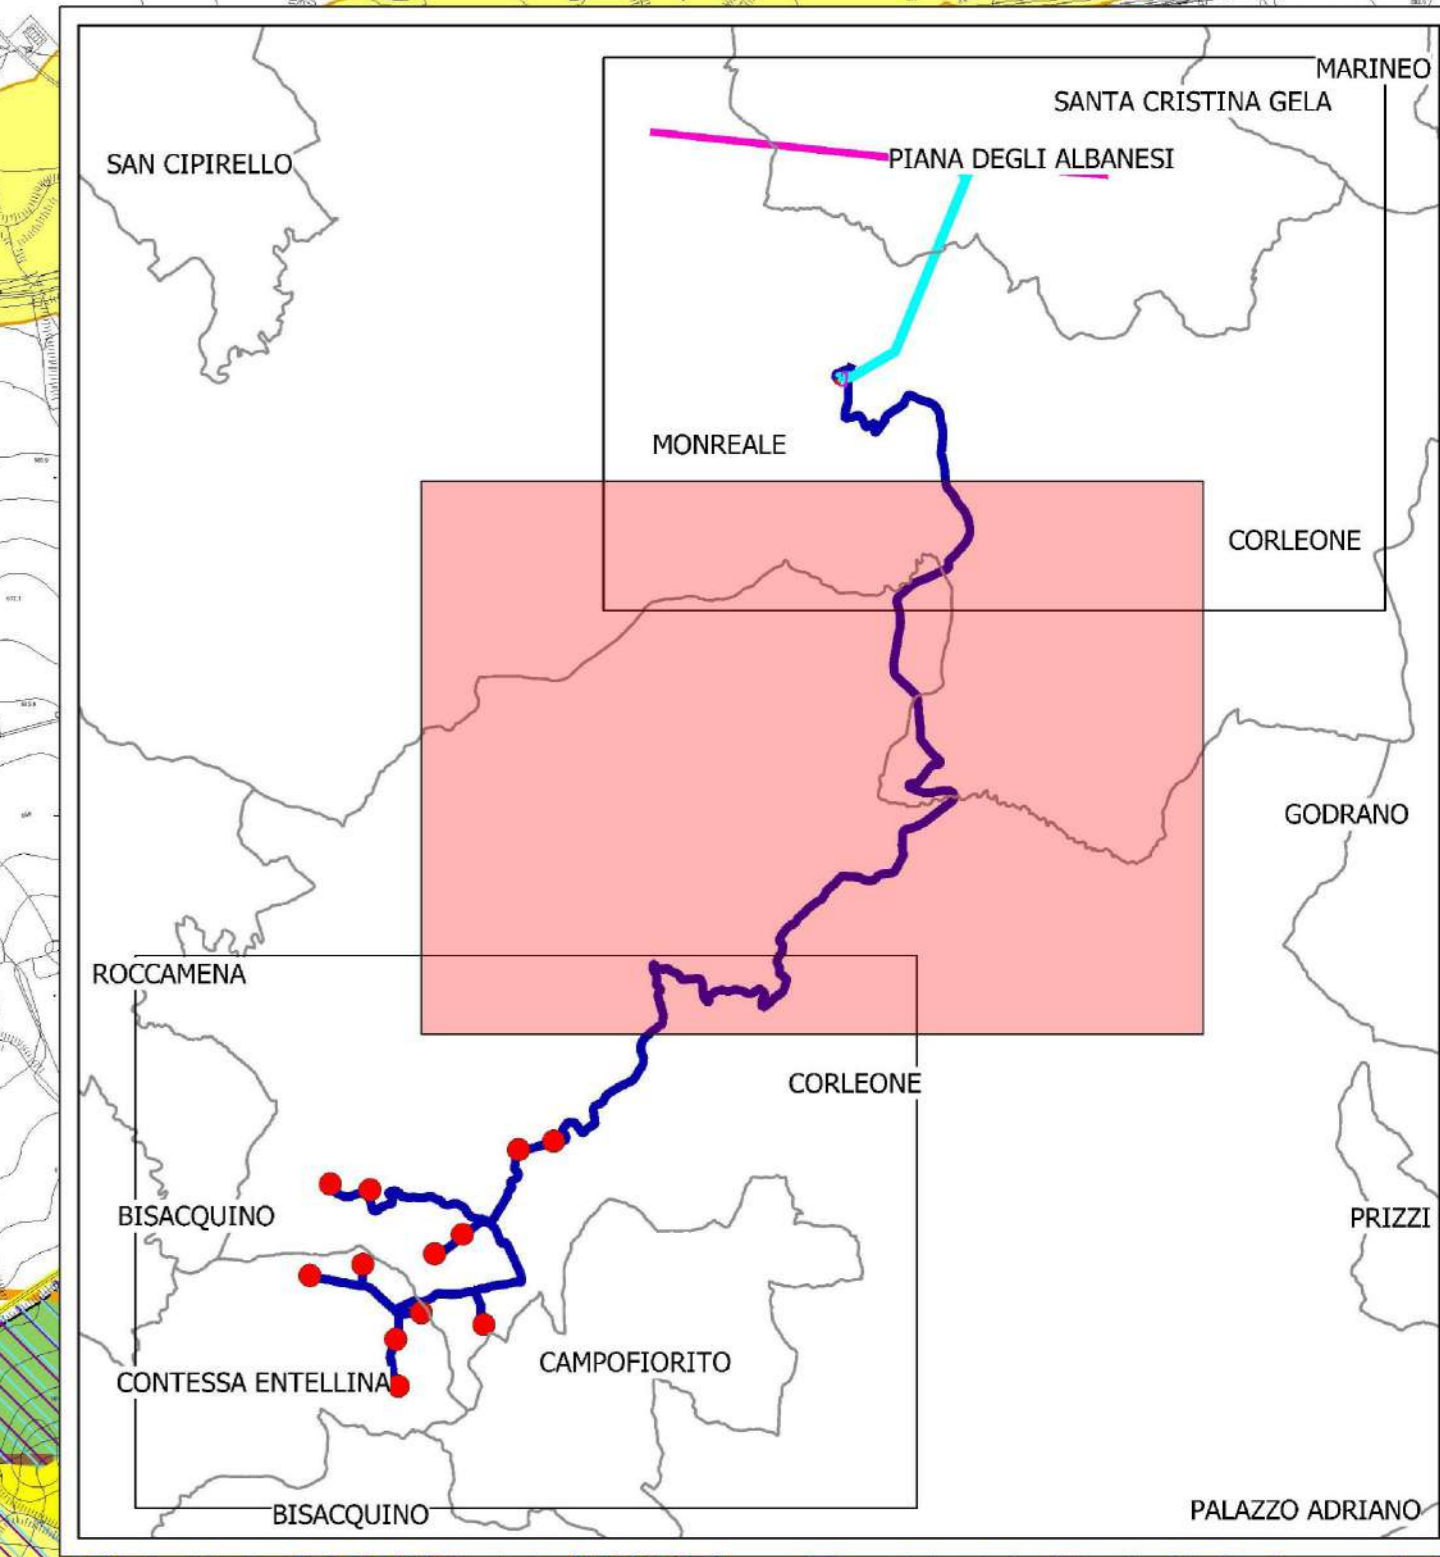 MARINEO
SANTA CRISTINA GELA
PIANA DEGLI ALBANESI
SAN CIPIRELLO
MONREALE
CORLEONE
GODRANO
ROCCAMENA
CORLEONE
BISACQUINO
PRIZZI
CAMPOFIORITO
CONTESSA ENTELLINA
PALAZZO ADRIANO
BISACQUINO